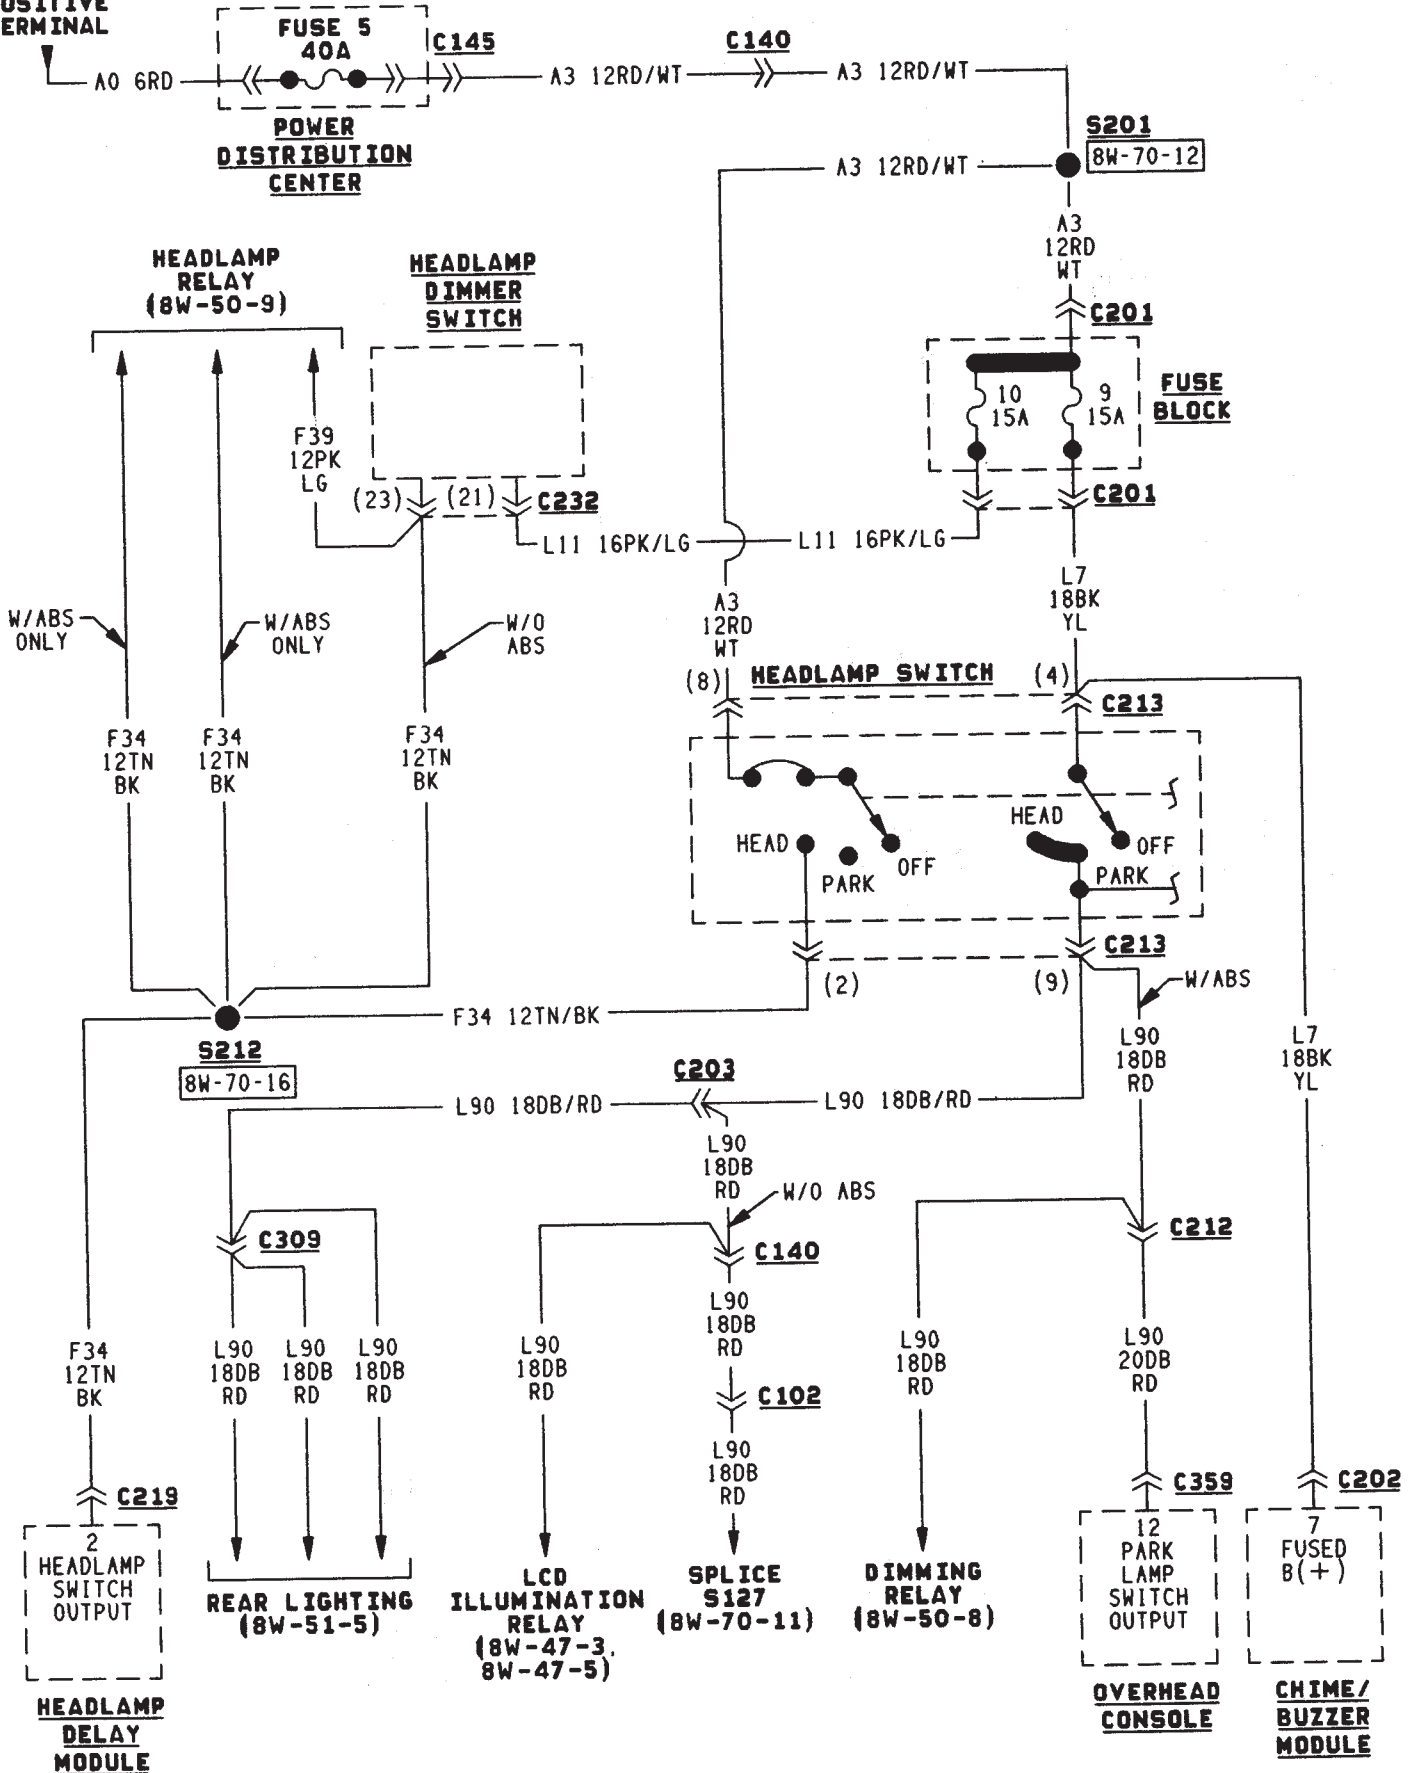 OSITIVE
ERMINAL
FUSE 5
40A
C145
C140
A0 6RD
A3 12RD/WT
A3 12RD/WT
POWER
DISTRIBUTION
CENTER
S201
8W-70-12
A3 12RD/WT
A3
12RD
WT
HEADLAMP
RELAY
(8W-50-9)
HEADLAMP
DIMMER
SWITCH
C201
10
15A
9
15A
FUSE
BLOCK
F39
12PK
LG
(23)
(21)
C232
C201
L11 16PK/LG
L11 16PK/LG
L7
18BK
YL
A3
12RD
WT
W/ABS
ONLY
W/ABS
ONLY
W/O
ABS
(8)
HEADLAMP SWITCH
(4)
C213
F34
12TN
BK
F34
12TN
BK
F34
12TN
BK
HEAD
PARK
OFF
HEAD
OFF
PARK
C213
(2)
(9)
W/ABS
F34 12TN/BK
S212
8W-70-16
L90
18DB
RD
L7
18BK
YL
C203
L90 18DB/RD
L90 18DB/RD
L90
18DB
RD
W/O ABS
C309
C140
C212
L90
18DB
RD
F34
12TN
BK
L90
18DB
RD
L90
18DB
RD
L90
18DB
RD
L90
18DB
RD
L90
18DB
RD
L90
20DB
RD
C102
L90
18DB
RD
C219
C359
C202
2
HEADLAMP
SWITCH
OUTPUT
12
PARK
LAMP
SWITCH
OUTPUT
7
FUSED
B(+)
REAR LIGHTING
(8W-51-5)
LCD
ILLUMINATION
RELAY
(8W-47-3,
8W-47-5)
SPLICE
S127
(8W-70-11)
DIMMING
RELAY
(8W-50-8)
HEADLAMP
DELAY
MODULE
OVERHEAD
CONSOLE
CHIME/
BUZZER
MODULE